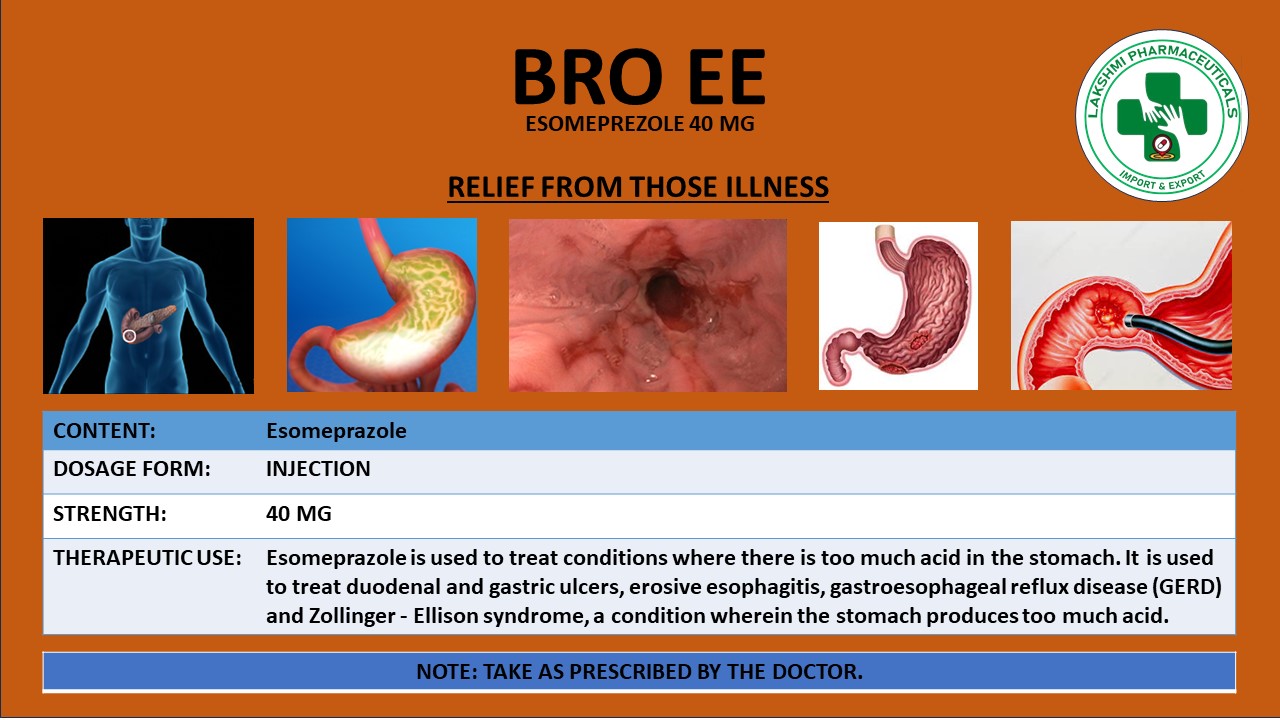 BRO EE
ESOMEPREZOLE 40 MG
LAKSHMI PHARMACEUTICALS
IMPORT & EXPORT
RELIEF FROM THOSE ILLNESS
CONTENT: Esomeprazole
DOSAGE FORM: INJECTION
STRENGTH: 40 MG
THERAPEUTIC USE: Esomeprazole is used to treat conditions where there is too much acid in the stomach. It is used
to treat duodenal and gastric ulcers, erosive esophagitis, gastroesophageal reflux disease (GERD)
and Zollinger - Ellison syndrome, a condition wherein the stomach produces too much acid.
NOTE: TAKE AS PRESCRIBED BY THE DOCTOR.